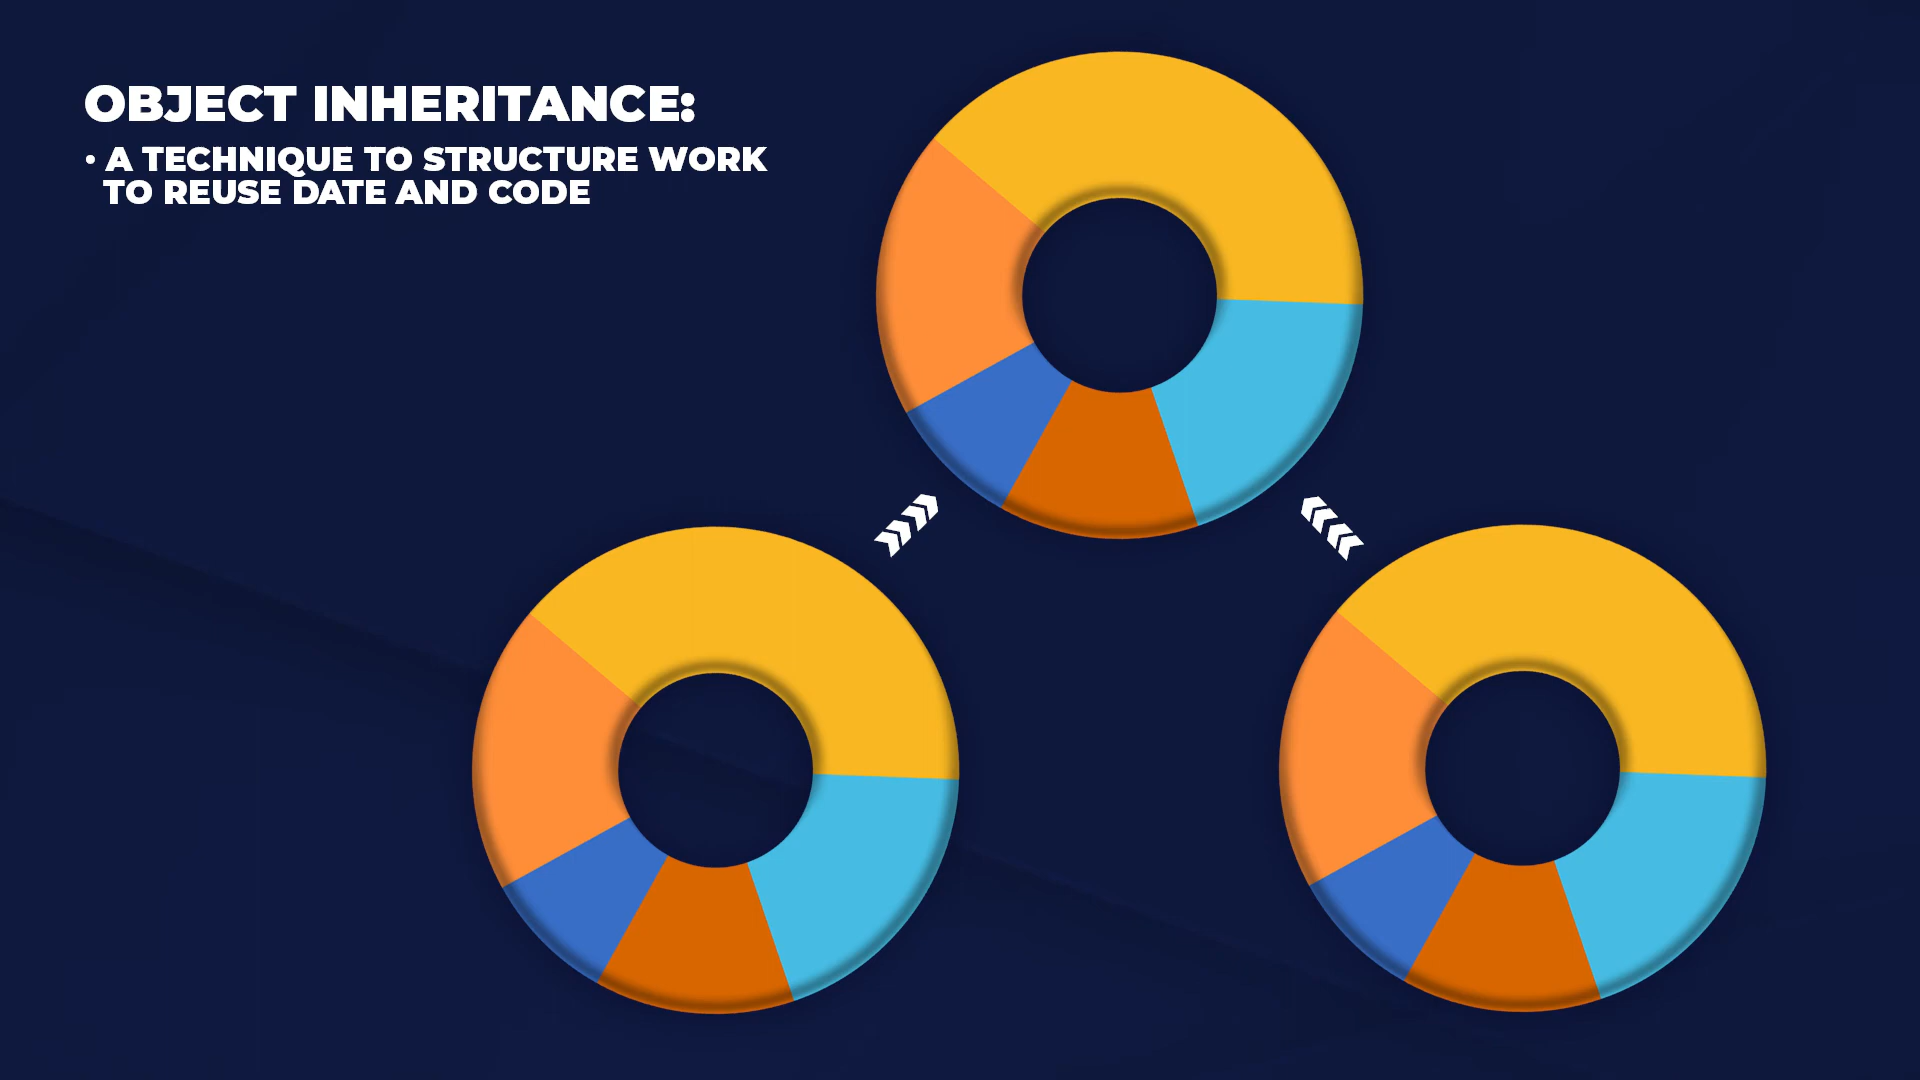 OBJECT INHERITANCE:
• A TECHNIQUE TO STRUCTURE WORK
TO REUSE DATE AND CODE